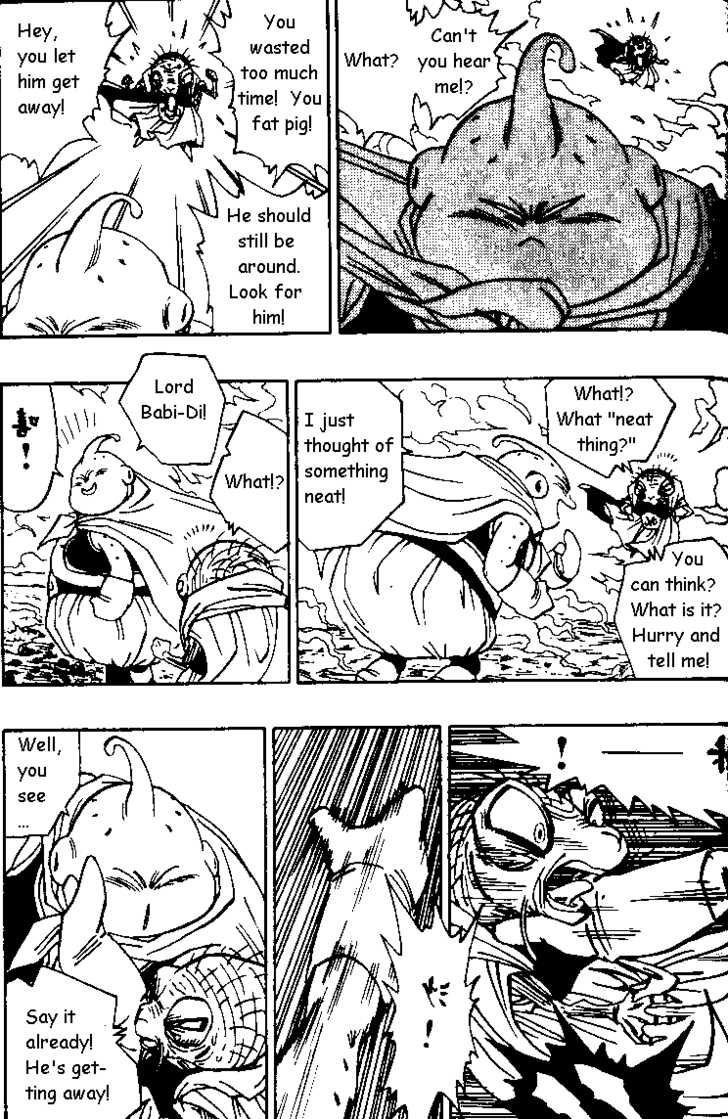 Hey,
you let
him get
away!
You
wasted
too much
time! You
fat pig!
He should
still be
around.
Look for
him!
What?
Can't
you hear
me!?
Lord
Babi-Di!
What!?
I just
thought of
something
neat!
What!?
What "neat
thing?"
You
can think?
What is it?
Hurry and
tell me!
Well,
you
see
...
Say it
already!
He's get-
ting away!